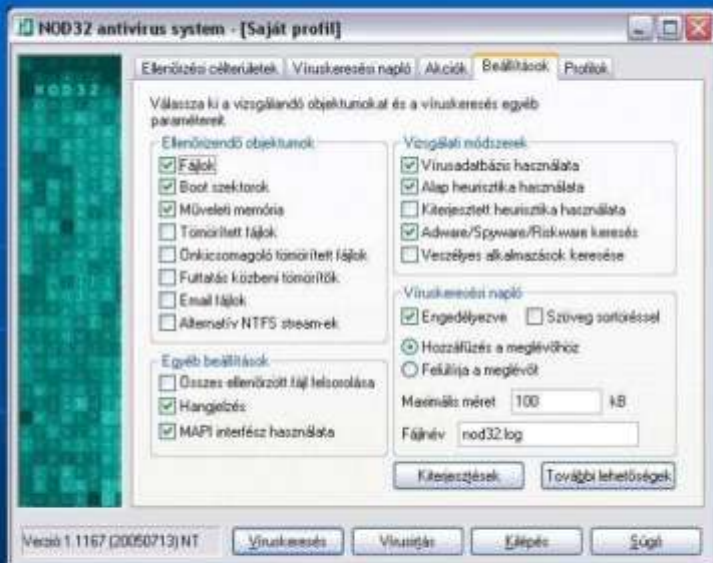 NOD32 antivirus system - [Saját profil]
NOD32
Ellenőrzési célterületek Víruskeresési napló Akciók Beállítások Profilok
Válassza ki a vizsgálandó objektumokat és a víruskeresés egyéb
paramétereit
Ellenőrizendő objektumok
Fájlok
Boot szektorok
Műveleti memória
Tömörített fájlok
Önkicsomagoló tömörített fájlok
Futtatás közbeni tömörítők
Email fájlok
Alternatív NTFS stream-ek
Egyéb beállítások
Összes ellenőrzött fájl felsorolása
Hangjelzés
MAPI interfész használata
Vizsgálati módszerek
Vírusadatbázis használata
Alap heurisztika használata
Kiterjesztett heurisztika használata
Adware/Spyware/Riskware keresés
Veszélyes alkalmazások keresése
Víruskeresési napló
Engedélyezve Szöveg sortöréssel
Hozzáfűzés a meglévőhöz
Felülírja a meglévőt
Maximális méret 100 kB
Fájlnév nod32.log
Kiterjesztések További lehetőségek
Verzió 1.1167 (20050713) NT Víruskeresés Vírusirtás Kilépés Súgó